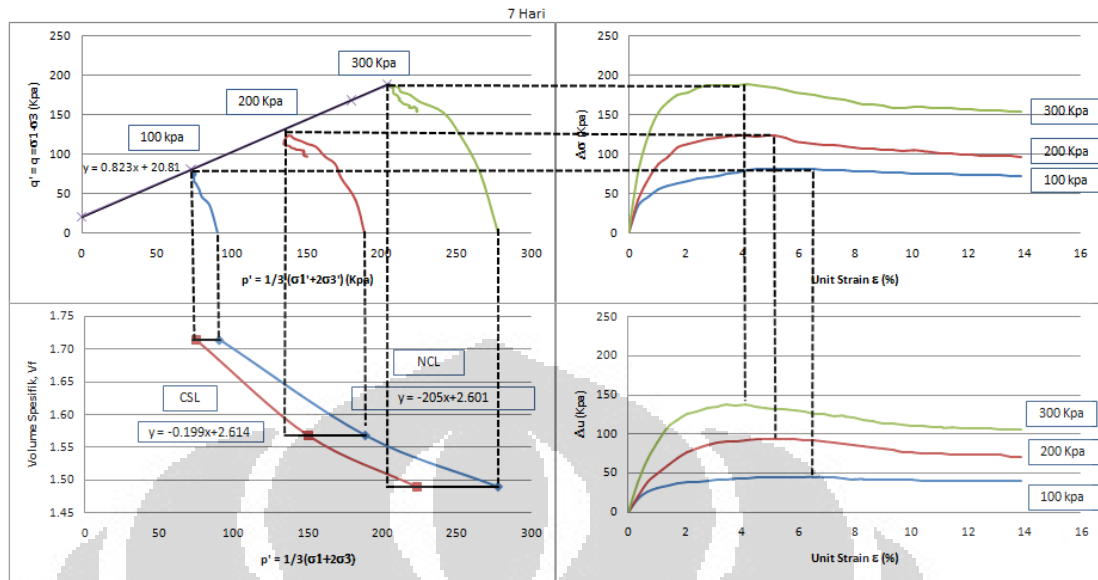 7 Hari
250
200
150
100
50
0
q' = q =σ1-σ3 (Kpa)
300 Kpa
200 Kpa
100 kpa
y = 0.823x + 20.81
0 50 100 150 200 250 300
p' = 1/3 (σ1'+2σ3') (Kpa)
250
200
150
100
50
0
Δσ (Kpa)
300 Kpa
200 Kpa
100 kpa
0 2 4 6 8 10 12 14 16
Unit Strain ε (%)
1.75
1.70
1.65
1.60
1.55
1.50
1.45
Volume Spesifik, Vf
NCL
y = -205x+2.601
CSL
y = -0.199x+2.614
0 50 100 150 200 250 300
p' = 1/3(σ1+2σ3)
250
200
150
100
50
0
Δu (Kpa)
300 Kpa
200 Kpa
100 kpa
0 2 4 6 8 10 12 14 16
Unit Strain ε (%)